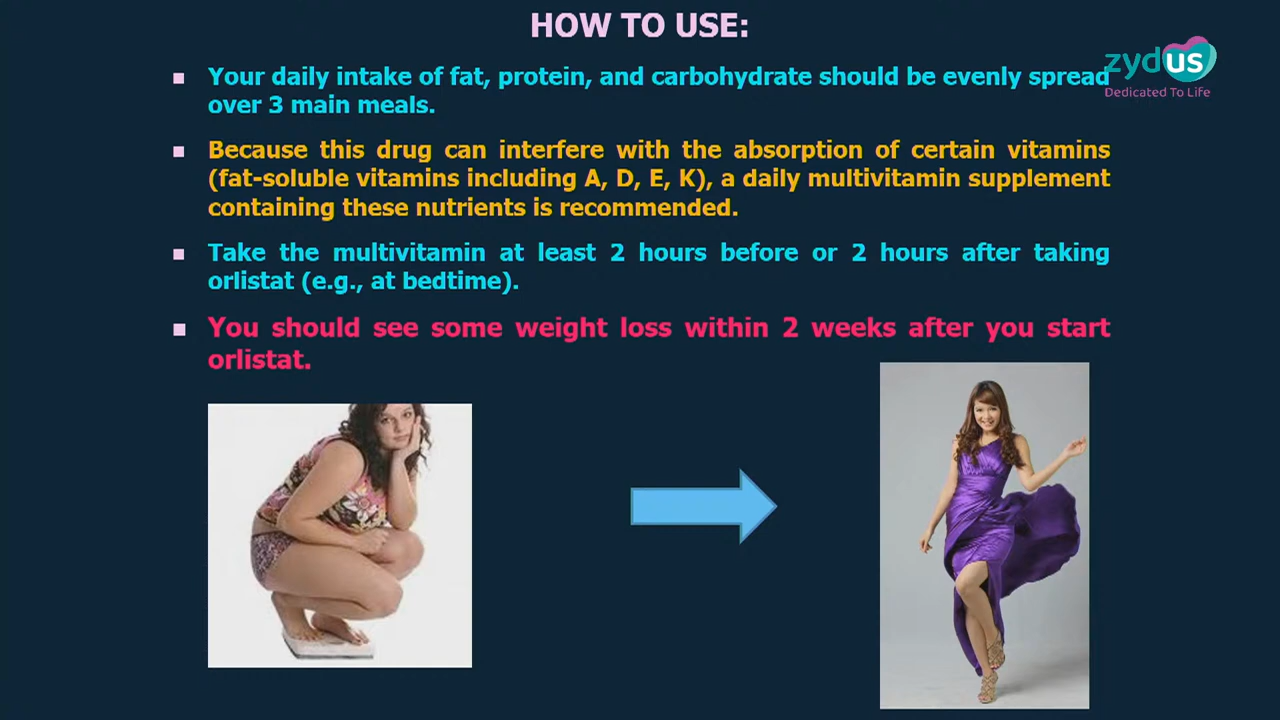 HOW TO USE:
zydus
Dedicated To Life
▪ Your daily intake of fat, protein, and carbohydrate should be evenly spread
over 3 main meals.
▪ Because this drug can interfere with the absorption of certain vitamins
(fat-soluble vitamins including A, D, E, K), a daily multivitamin supplement
containing these nutrients is recommended.
▪ Take the multivitamin at least 2 hours before or 2 hours after taking
orlistat (e.g., at bedtime).
▪ You should see some weight loss within 2 weeks after you start
orlistat.